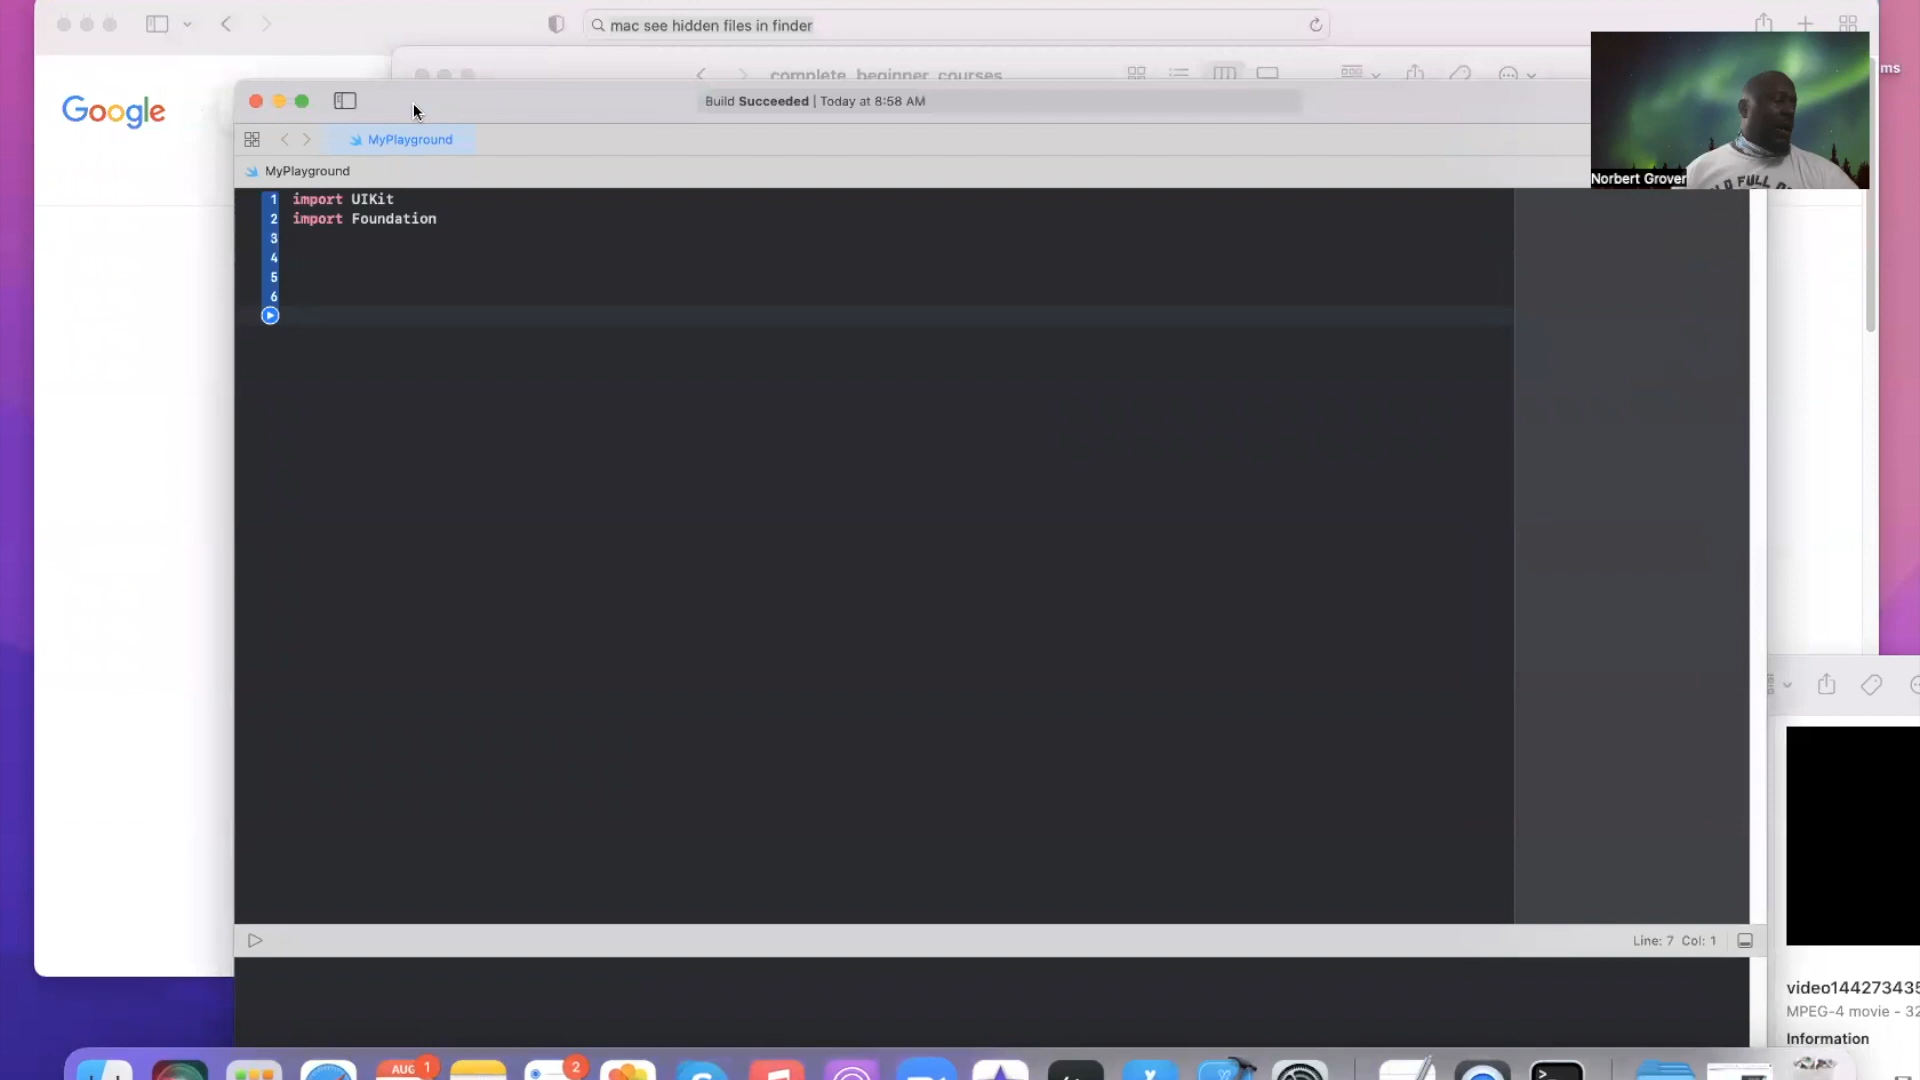 mac see hidden files in finder
ms
complete_beginner_courses
Google
Build Succeeded | Today at 8:58 AM
MyPlayground
MyPlayground
Norbert Grover
1 import UIKit
2 import Foundation
3
4
5
6
Line: 7 Col: 1
video144273435
MPEG-4 movie - 32
Information
AUG 1
2